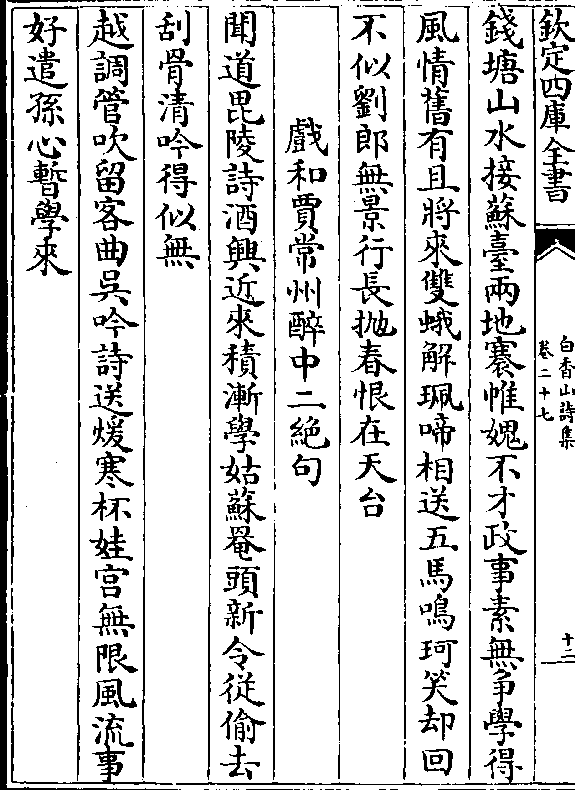 欽定四庫全書
白香山詩集
卷二十七
十二
錢塘山水接蘇臺兩地褰帷媿不才政事素無爭學得
風情舊有且將來雙蛾解珮啼相送五馬鳴珂笑却回
不似劉郎無景行長抛春恨在天台
戲和賈常州醉中二絶句
聞道毘陵詩酒興近來積漸學姑蘇罨頭新令從偷去
刮骨清吟得似無
越調管吹留客曲吳吟詩送煖寒杯娃宫無限風流事
好遣孫心暫學來